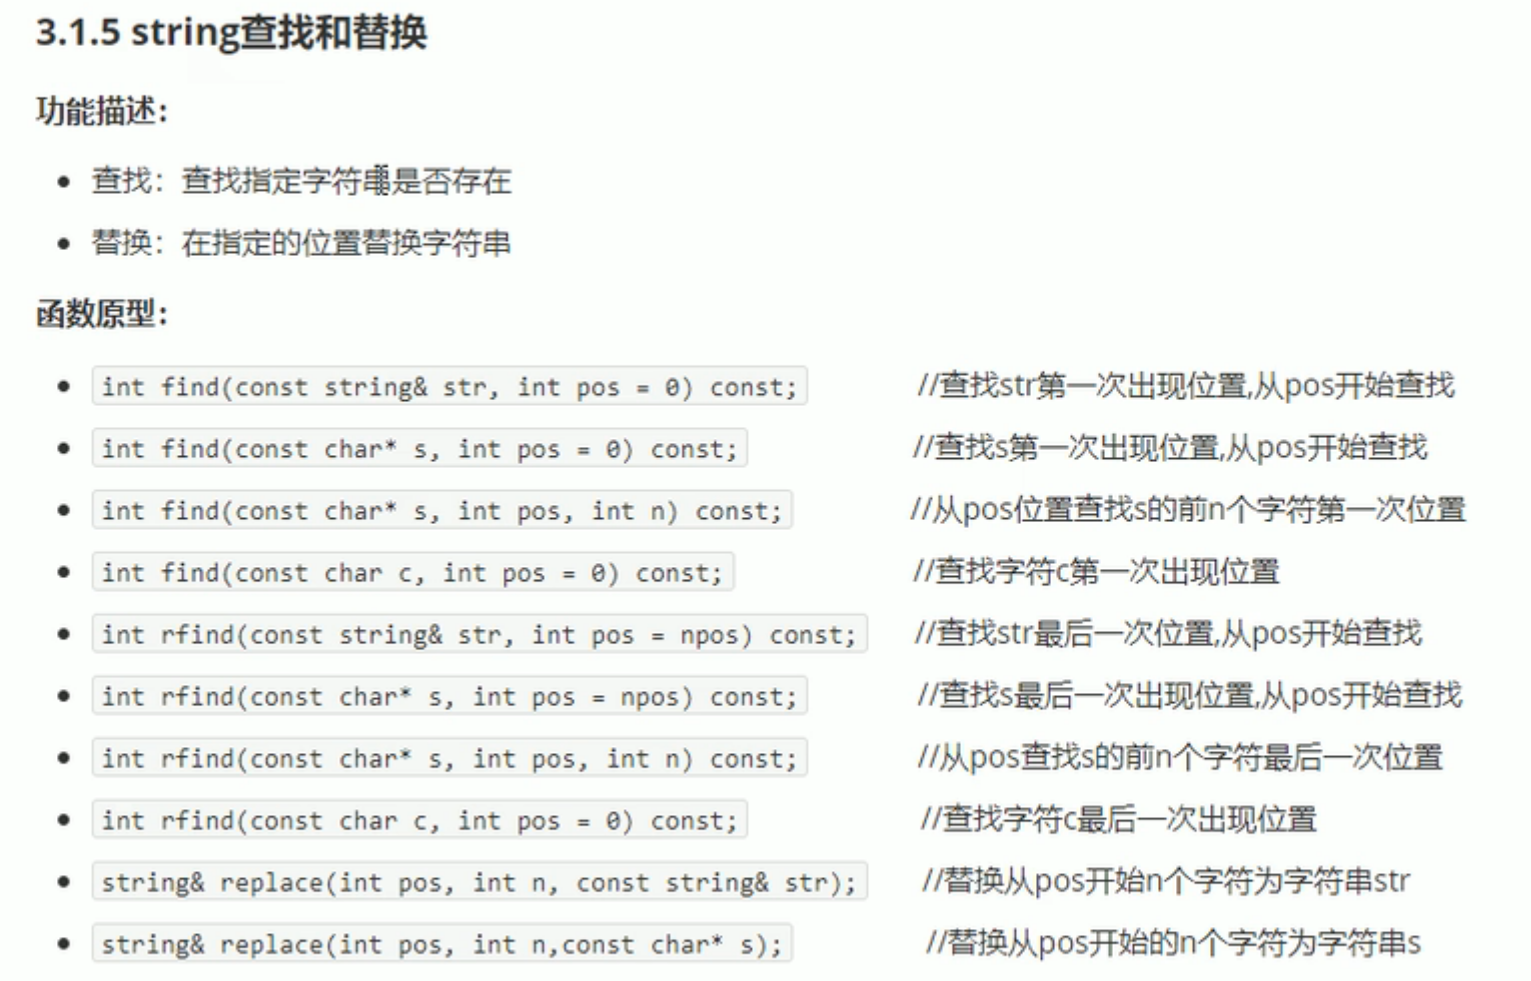 3.1.5 string查找和替换
功能描述：
查找：查找指定字符串是否存在
替换：在指定的位置替换字符串
函数原型：
int find(const string& str, int pos = 0) const; //查找str第一次出现位置,从pos开始查找
int find(const char* s, int pos = 0) const; //查找s第一次出现位置,从pos开始查找
int find(const char* s, int pos, int n) const; //从pos位置查找s的前n个字符第一次位置
int find(const char c, int pos = 0) const; //查找字符c第一次出现位置
int rfind(const string& str, int pos = npos) const; //查找str最后一次位置,从pos开始查找
int rfind(const char* s, int pos = npos) const; //查找s最后一次出现位置,从pos开始查找
int rfind(const char* s, int pos, int n) const; //从pos查找s的前n个字符最后一次位置
int rfind(const char c, int pos = 0) const; //查找字符c最后一次出现位置
string& replace(int pos, int n, const string& str); //替换从pos开始n个字符为字符串str
string& replace(int pos, int n,const char* s); //替换从pos开始的n个字符为字符串s